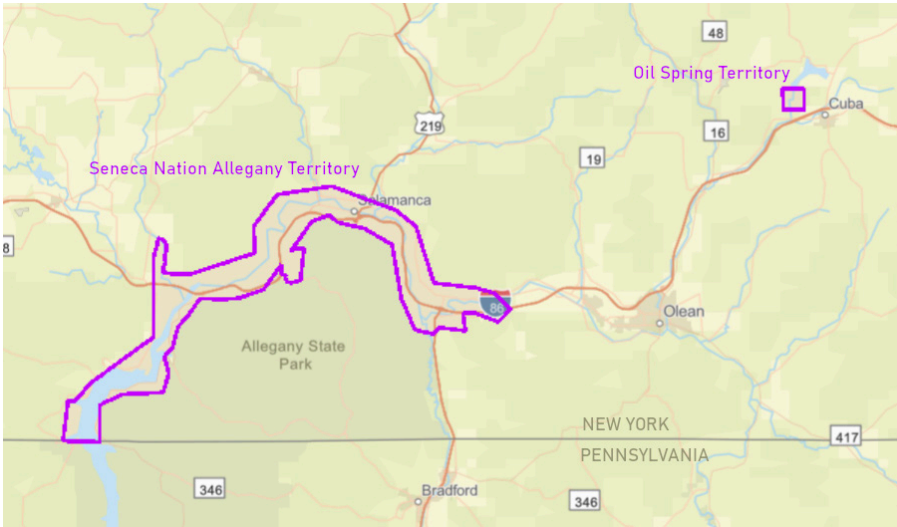 48
Oil Spring Territory
Cuba
219
16
19
Seneca Nation Allegany Territory
Salamanca
8
86
Olean
Allegany State
Park
NEW YORK
417
PENNSYLVANIA
346
Bradford
346